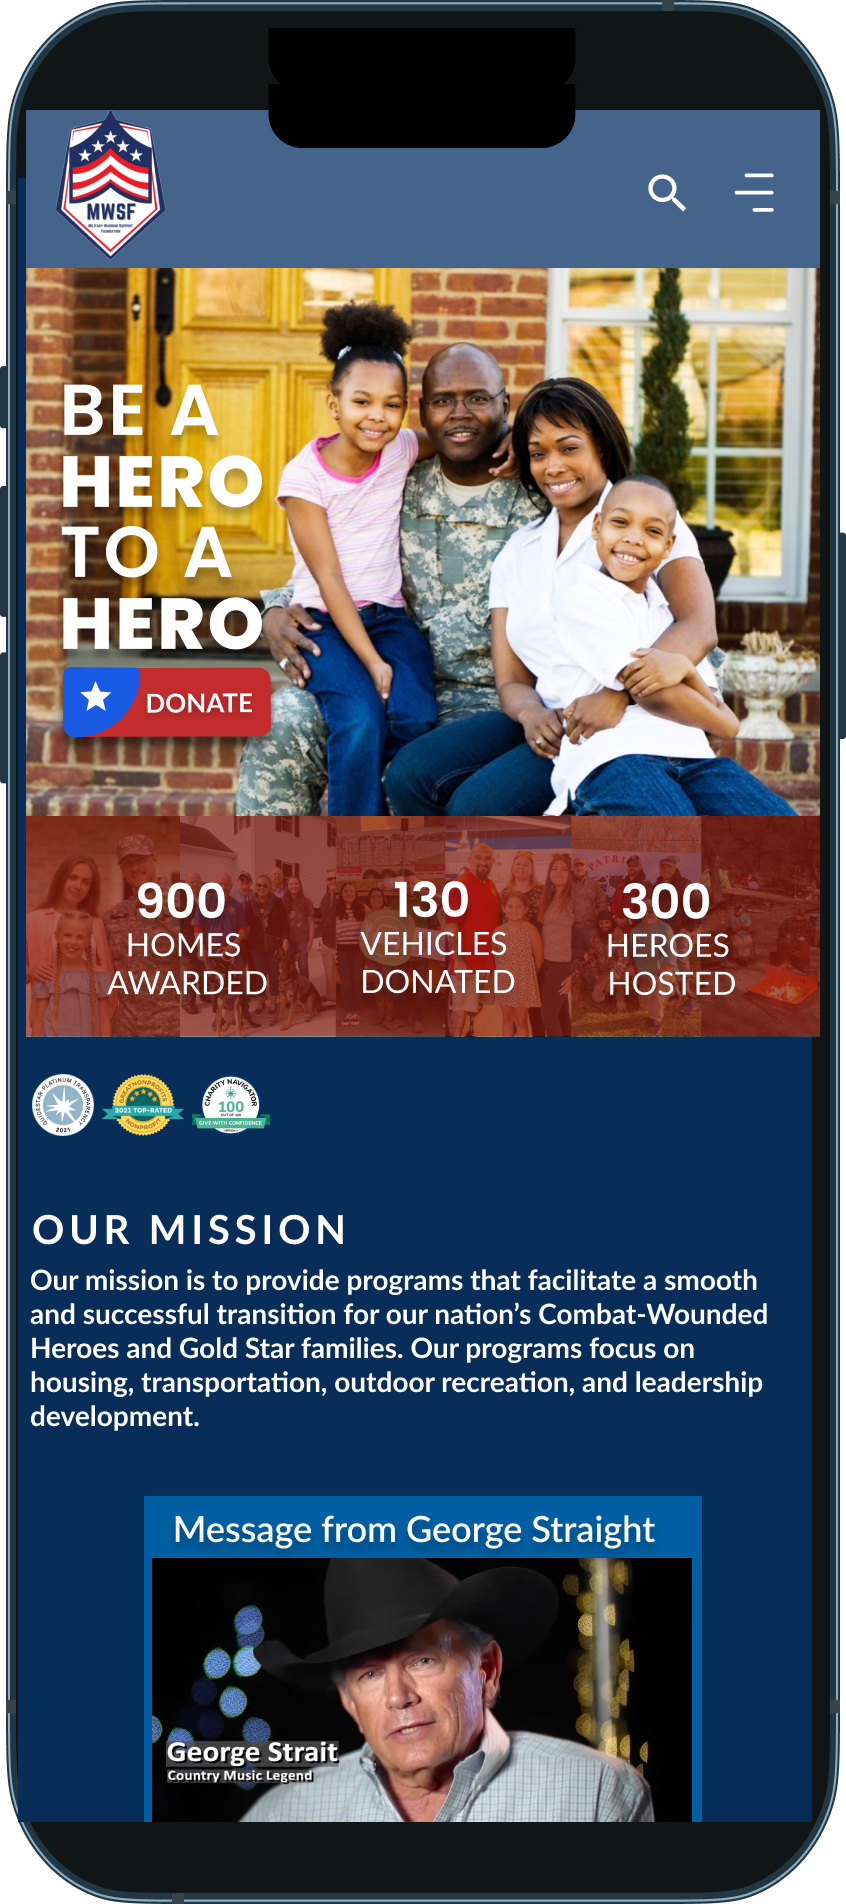 MWSF
MILITARY WARRIOR SUPPORT
FOUNDATION
BE A
HERO
TO A
HERO
DONATE
PATRI
900
HOMES
AWARDED
130
VEHICLES
DONATED
300
HEROES
HOSTED
GUIDESTAR PLATINUM TRANSPARENCY
2021
GREATNONPROFITS
2021 TOP-RATED
NONPROFIT
CHARITY NAVIGATOR
100
OUT OF 100
GIVE WITH CONFIDENCE
OUR MISSION
Our mission is to provide programs that facilitate a smooth
and successful transition for our nation’s Combat-Wounded
Heroes and Gold Star families. Our programs focus on
housing, transportation, outdoor recreation, and leadership
development.
Message from George Straight
George Strait
Country Music Legend